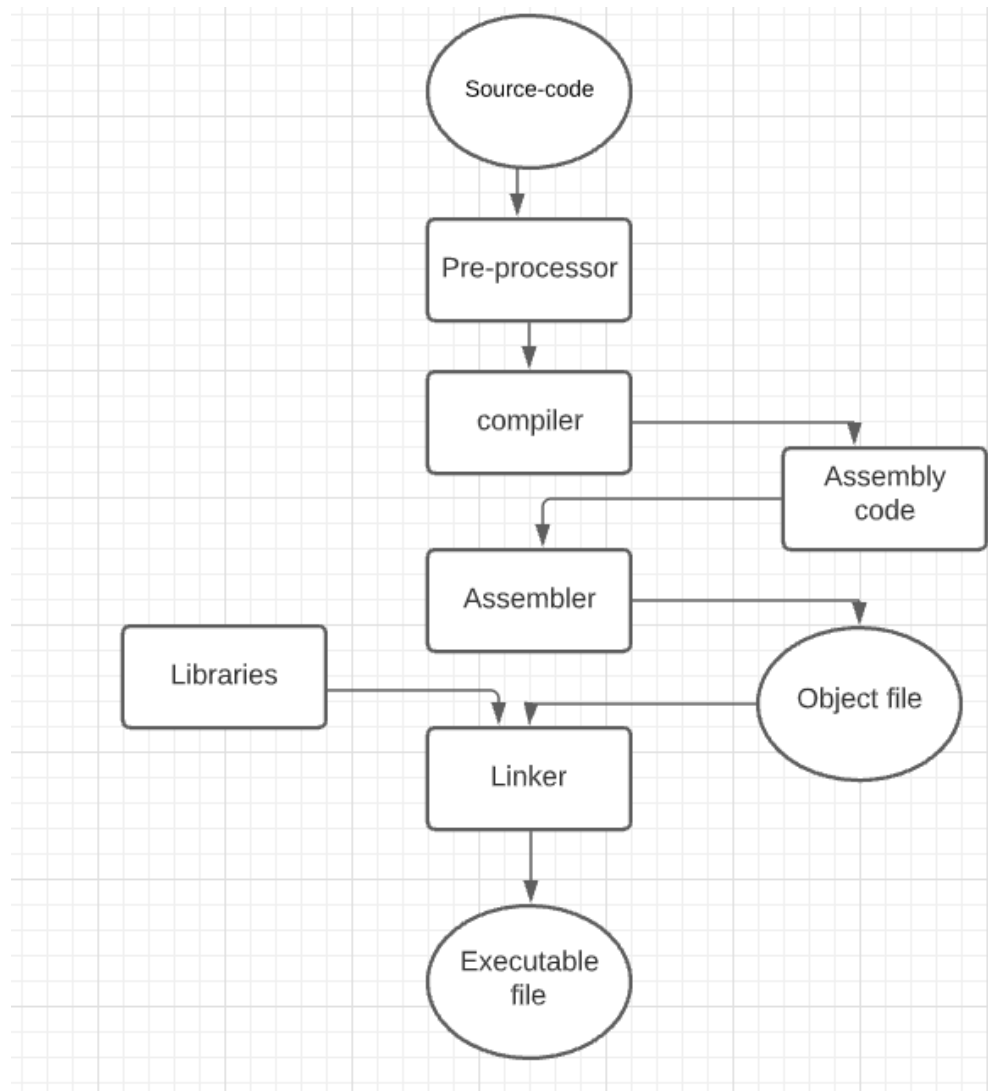 Source-code
Pre-processor
compiler
Assembly
code
Assembler
Libraries
Object file
Linker
Executable
file